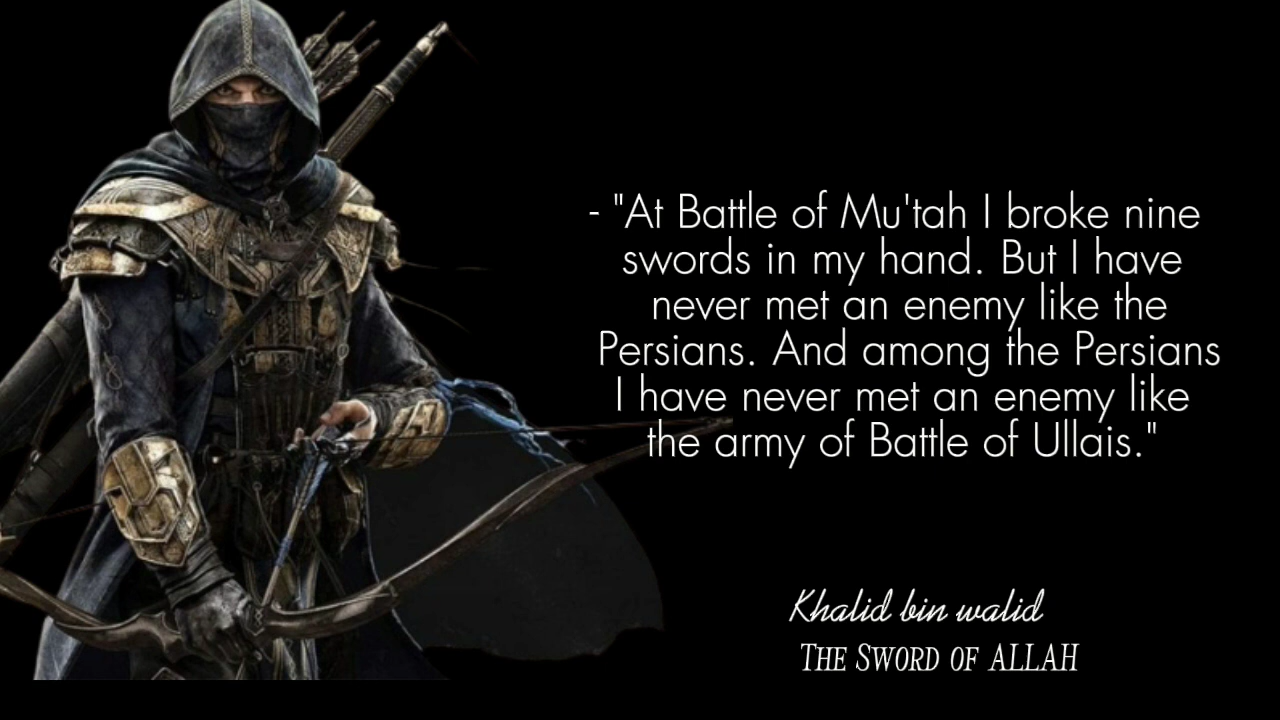 - "At Battle of Mu'tah I broke nine
swords in my hand. But I have
never met an enemy like the
Persians. And among the Persians
I have never met an enemy like
the army of Battle of Ullais."
Khalid bin walid
THE SWORD OF ALLAH